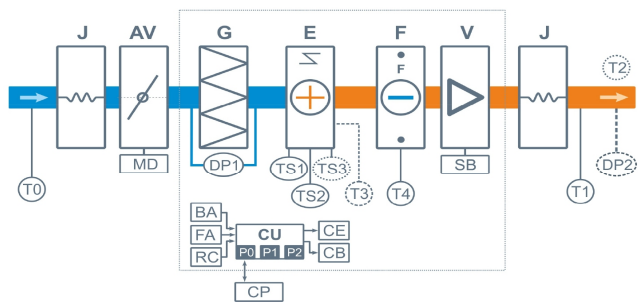 J AV G E F V J
T2
F
MD DP1 TS1 TS3 SB DP2
T0 TS2 T3 T4 T1
BA
FA CU CE
RC P0 P1 P2 CB
CP